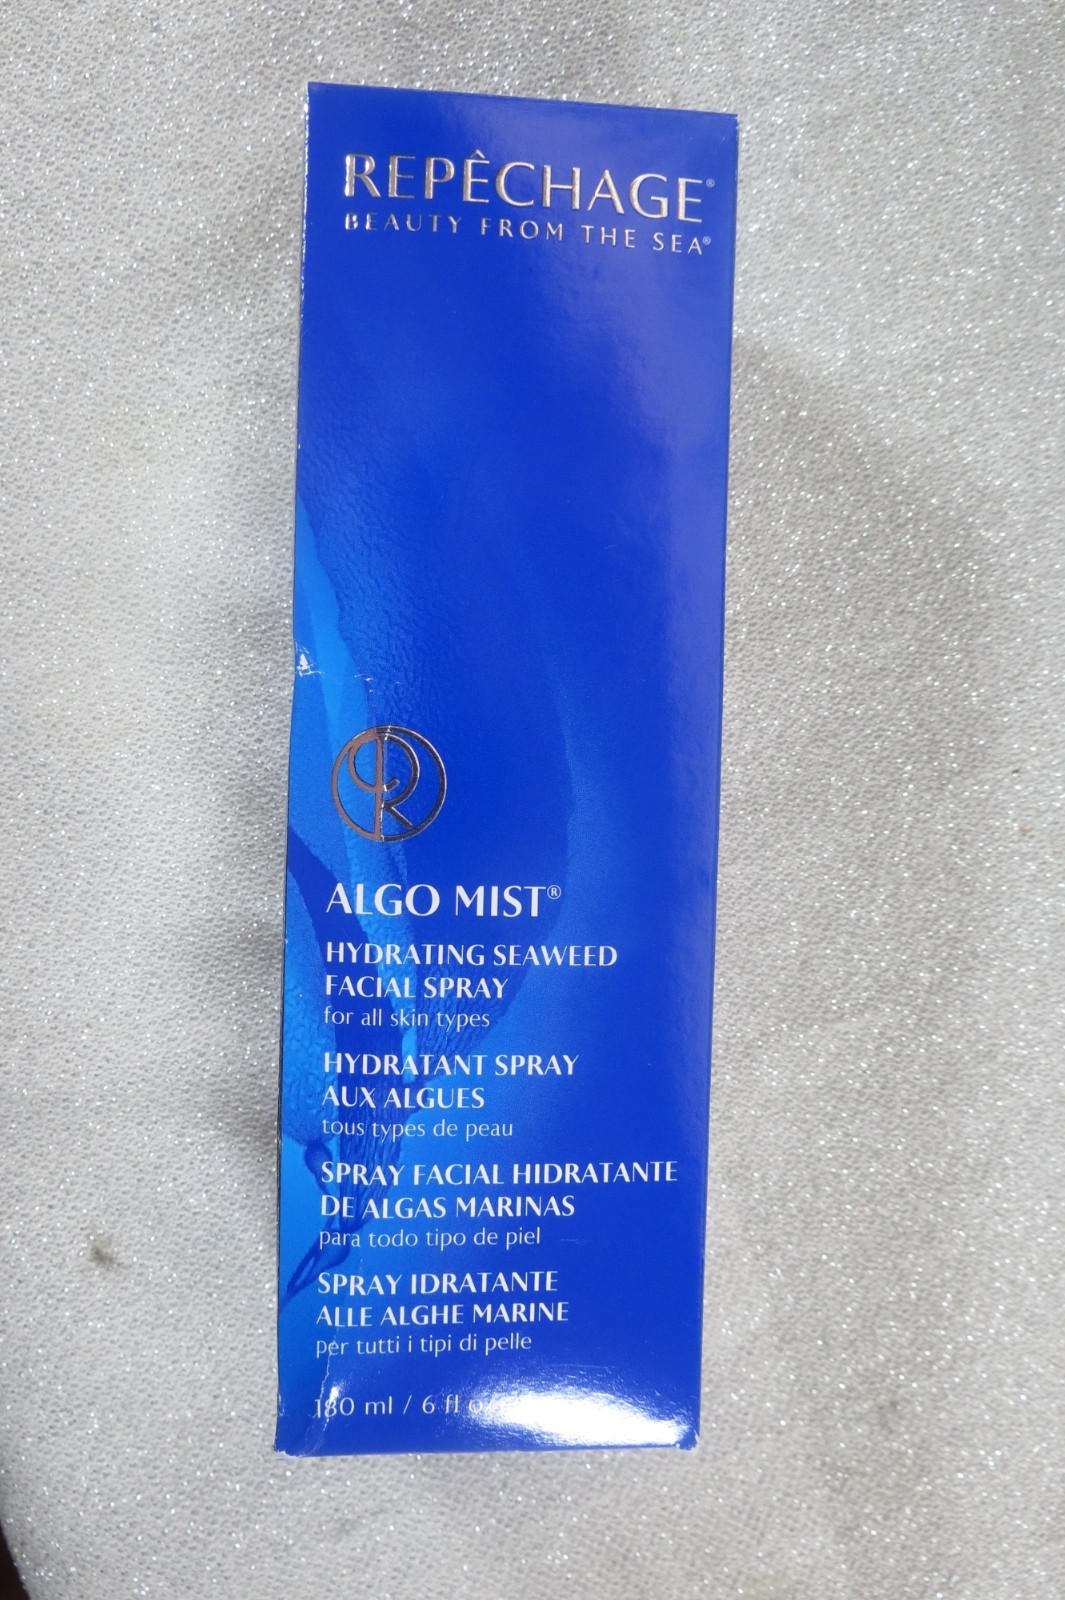 REPÊCHAGE®
BEAUTY FROM THE SEA®
ALGO MIST®
HYDRATING SEAWEED
FACIAL SPRAY
for all skin types
HYDRATANT SPRAY
AUX ALGUES
tous types de peau
SPRAY FACIAL HIDRATANTE
DE ALGAS MARINAS
para todo tipo de piel
SPRAY IDRATANTE
ALLE ALGHE MARINE
per tutti i tipi di pelle
180 ml / 6 fl